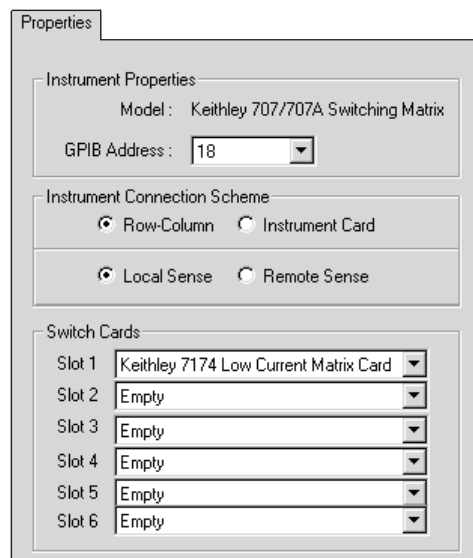 Properties
Instrument Properties
Model : Keithley 707/707A Switching Matrix
GPIB Address : 18
Instrument Connection Scheme
Row-Column Instrument Card
Local Sense Remote Sense
Switch Cards
Slot 1 Keithley 7174 Low Current Matrix Card
Slot 2 Empty
Slot 3 Empty
Slot 4 Empty
Slot 5 Empty
Slot 6 Empty